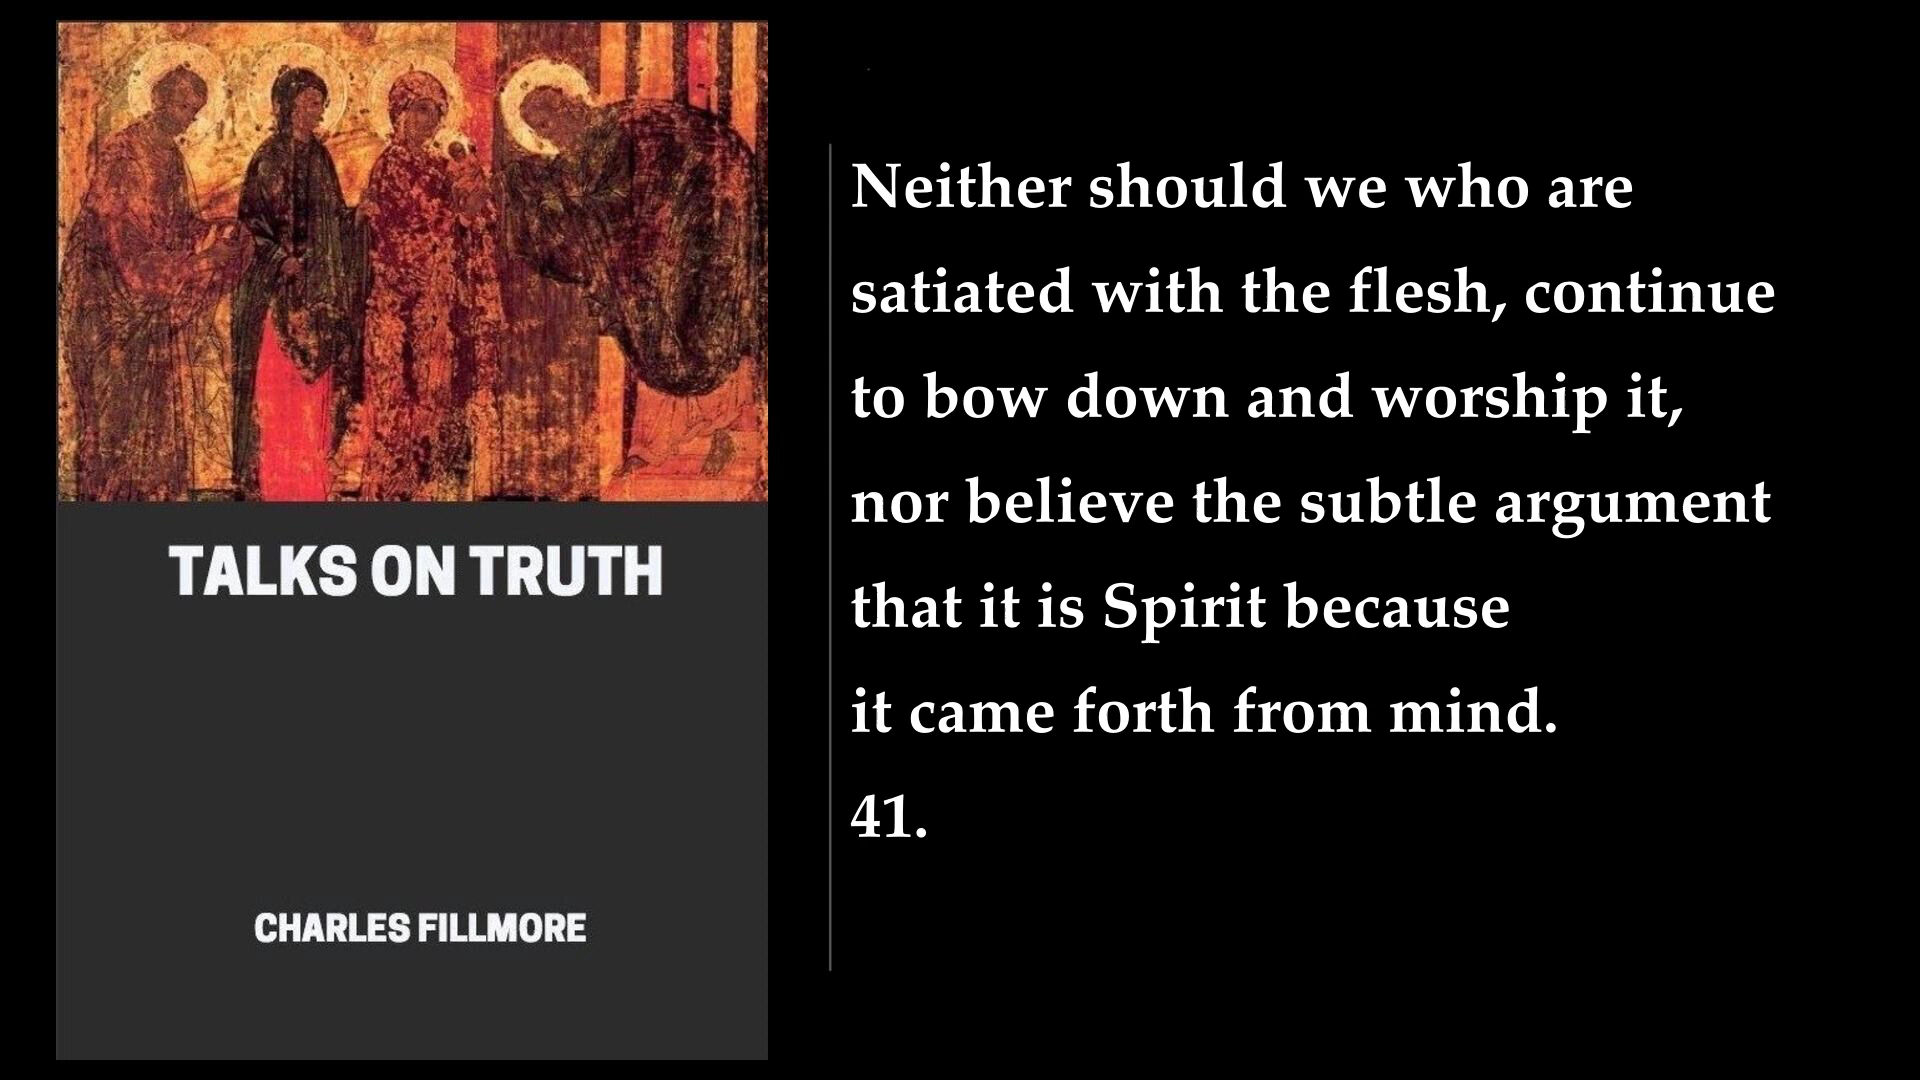 TALKS ON TRUTH
CHARLES FILLMORE
Neither should we who are
satiated with the flesh, continue
to bow down and worship it,
nor believe the subtle argument
that it is Spirit because
it came forth from mind.
41.